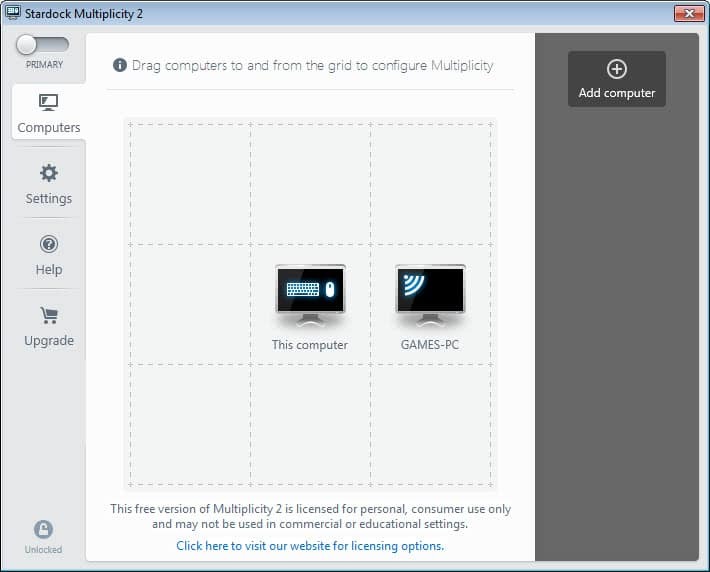 Stardock Multiplicity 2
PRIMARY
Computers
Settings
Help
Upgrade
Unlocked
Drag computers to and from the grid to configure Multiplicity
This computer
GAMES-PC
This free version of Multiplicity 2 is licensed for personal, consumer use only
and may not be used in commercial or educational settings.
Click here to visit our website for licensing options.
Add computer